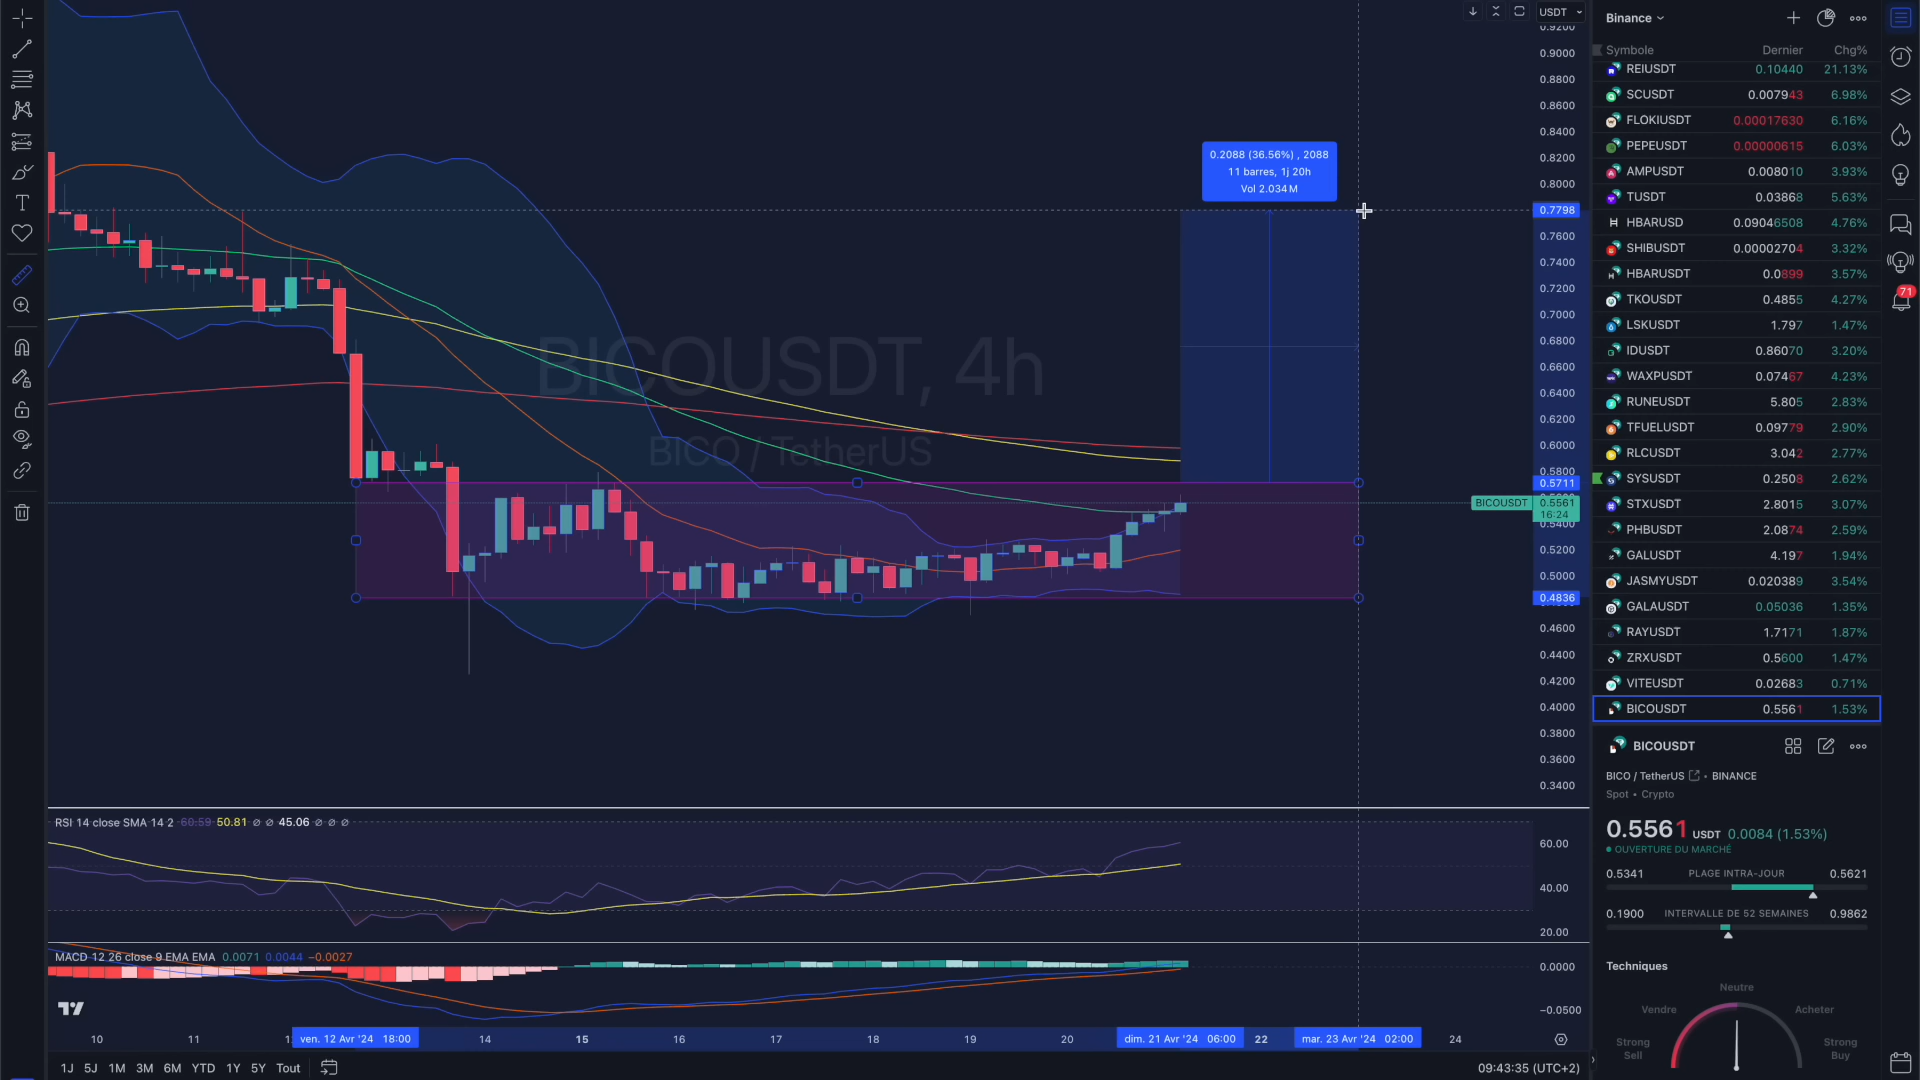 USDT
Binance
Symbole Dernier Chg%
REIUSDT 0.10440 21.13%
SCUSDT 0.007943 6.98%
FLOKIUSDT 0.00017630 6.16%
PEPEUSDT 0.00000615 6.03%
AMPUSDT 0.008010 3.93%
TUSDT 0.03868 5.63%
HBARUSD 0.09046508 4.76%
SHIBUSDT 0.00002704 3.32%
HBARUSDT 0.0899 3.57%
TKOUSDT 0.4855 4.27%
LSKUSDT 1.797 1.47%
IDUSDT 0.86070 3.20%
WAXPUSDT 0.07467 4.23%
RUNEUSDT 5.805 2.83%
TFUELUSDT 0.09779 2.90%
RLCUSDT 3.042 2.77%
SYSUSDT 0.2508 2.62%
STXUSDT 2.8015 3.07%
PHBUSDT 2.0874 2.59%
GALUSDT 4.197 1.94%
JASMYUSDT 0.020389 3.54%
GALAUSDT 0.05036 1.35%
RAYUSDT 1.7171 1.87%
ZRXUSDT 0.5600 1.47%
VITEUSDT 0.02683 0.71%
BICOUSDT 0.5561 1.53%
BICOUSDT
BICO / TetherUS • BINANCE
Spot • Crypto
0.5561 USDT 0.0084 (1.53%)
OUVERTURE DU MARCHÉ
0.5341 PLAGE INTRA-JOUR 0.5621
0.1900 INTERVALLE DE 52 SEMAINES 0.9862
Techniques
Neutre
Vendre Acheter
Strong Sell
Strong Buy
71
0.9200
0.9000
0.8800
0.8600
0.8400
0.8200
0.8000
0.7798
0.7600
0.7400
0.7200
0.7000
0.6800
0.6600
0.6400
0.6200
0.6000
0.5800
0.5711
BICOUSDT 0.5561
16:24
0.5400
0.5200
0.5000
0.4836
0.4600
0.4400
0.4200
0.4000
0.3800
0.3600
0.3400
0.2088 (36.56%) , 2088
11 barres, 1j 20h
Vol 2.034 M
BICOUSDT, 4h
BICO / TetherUS
RSI 14 close SMA 14 2 60.59 50.81 ∅ ∅ 45.06 ∅ ∅ ∅
60.00
40.00
20.00
MACD 12 26 close 9 EMA EMA 0.0071 0.0044 −0.0027
0.0000
−0.0500
10 11 ven. 12 Avr '24 18:00 14 15 16 17 18 19 20 dim. 21 Avr '24 06:00 22 mar. 23 Avr '24 02:00 24
1J 5J 1M 3M 6M YTD 1Y 5Y Tout
09:43:35 (UTC+2)